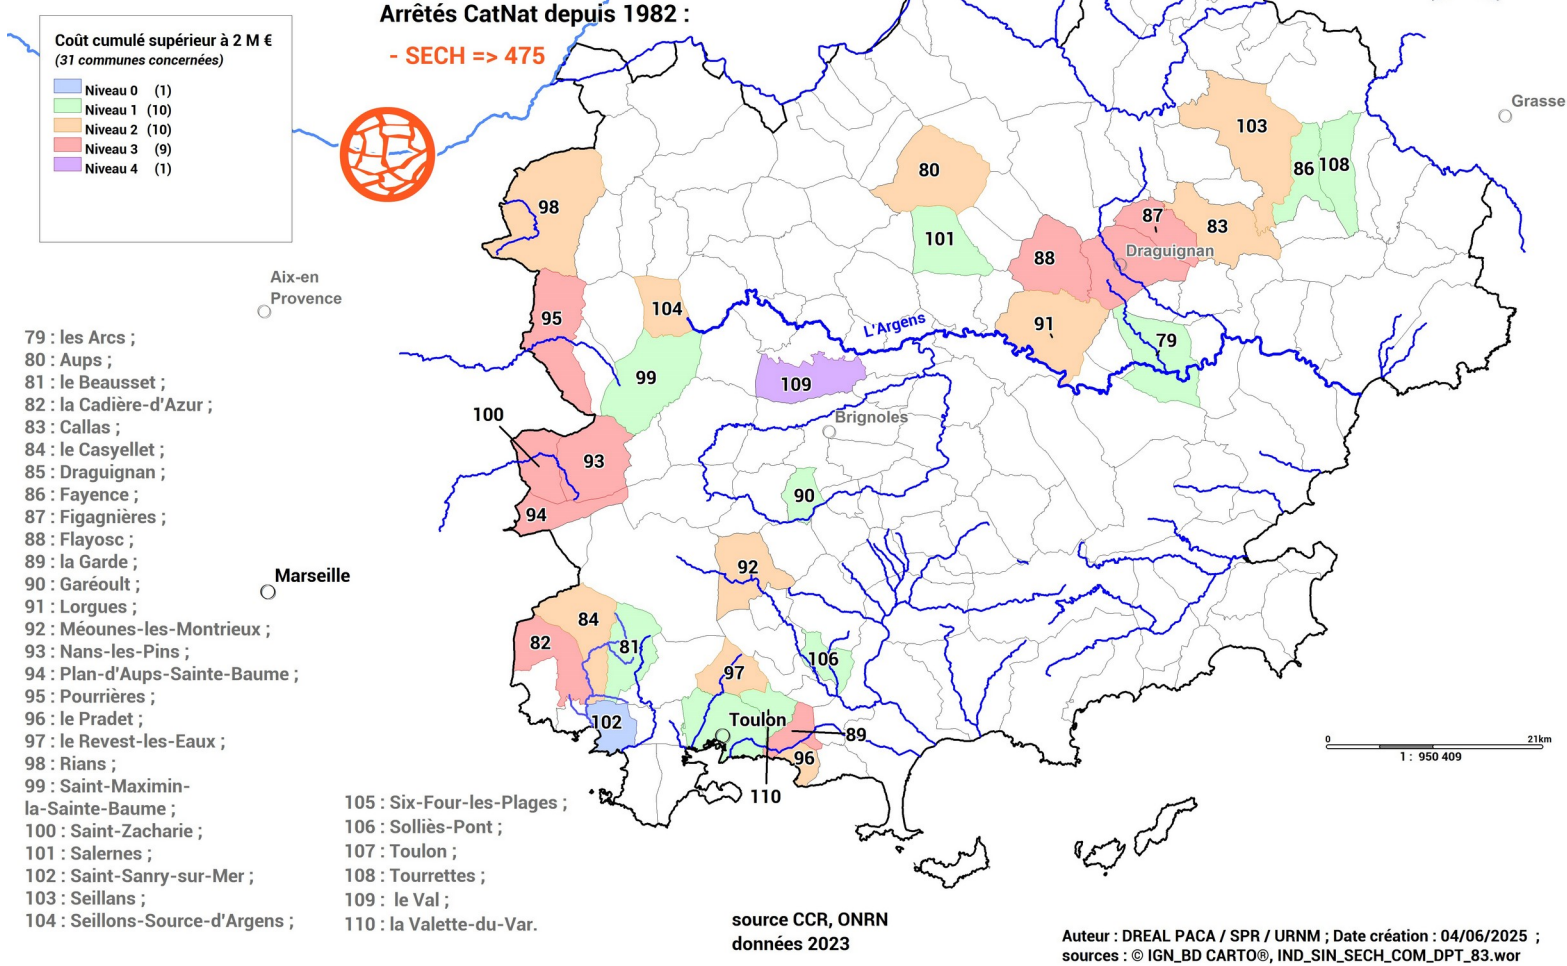 Arrêtés CatNat depuis 1982 :
- SECH => 475
Coût cumulé supérieur à 2 M €
(31 communes concernées)
Niveau 0 (1)
Niveau 1 (10)
Niveau 2 (10)
Niveau 3 (9)
Niveau 4 (1)
Grasse
103
86
108
80
98
87
83
101
Draguignan
88
Aix-en
Provence
95
104
L'Argens
91
79
99
109
100
Brignoles
93
90
94
Marseille
92
84
82
81
106
97
102
Toulon
89
96
110
0
21km
1 : 950 409
79 : les Arcs ;
80 : Aups ;
81 : le Beausset ;
82 : la Cadière-d'Azur ;
83 : Callas ;
84 : le Casyellet ;
85 : Draguignan ;
86 : Fayence ;
87 : Figagnières ;
88 : Flayosc ;
89 : la Garde ;
90 : Garéoult ;
91 : Lorgues ;
92 : Méounes-les-Montrieux ;
93 : Nans-les-Pins ;
94 : Plan-d'Aups-Sainte-Baume ;
95 : Pourrières ;
96 : le Pradet ;
97 : le Revest-les-Eaux ;
98 : Rians ;
99 : Saint-Maximin-
la-Sainte-Baume ;
100 : Saint-Zacharie ;
101 : Salernes ;
102 : Saint-Sanry-sur-Mer ;
103 : Seillans ;
104 : Seillons-Source-d'Argens ;
105 : Six-Four-les-Plages ;
106 : Solliès-Pont ;
107 : Toulon ;
108 : Tourrettes ;
109 : le Val ;
110 : la Valette-du-Var.
source CCR, ONRN
données 2023
Auteur : DREAL PACA / SPR / URNM ; Date création : 04/06/2025 ;
sources : © IGN_BD CARTO®, IND_SIN_SECH_COM_DPT_83.wor